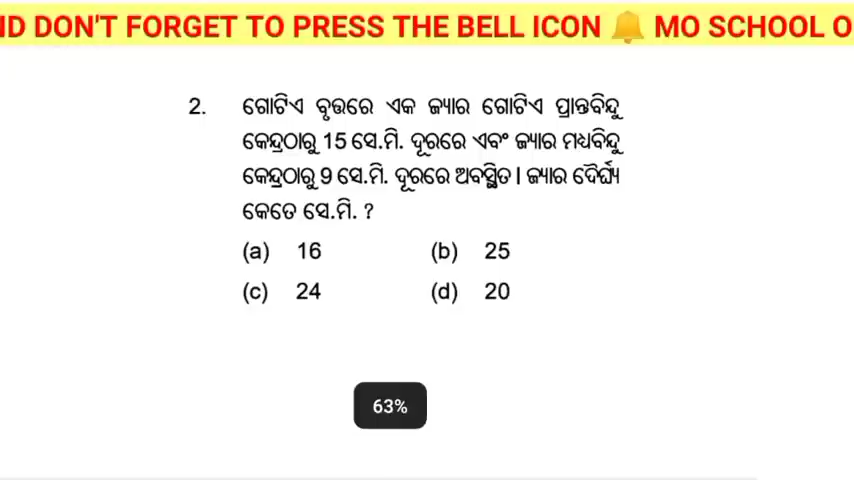 ND DON'T FORGET TO PRESS THE BELL ICON 🔔 MO SCHOOL O
2. ଗୋଟିଏ ବୃତ୍ତରେ ଏକ ଜ୍ୟାର ଗୋଟିଏ ପ୍ରାନ୍ତବିନ୍ଦୁ
କେନ୍ଦ୍ରଠାରୁ 15 ସେ.ମି. ଦୂରରେ ଏବଂ ଜ୍ୟାର ମଧ୍ୟବିନ୍ଦୁ
କେନ୍ଦ୍ରଠାରୁ 9 ସେ.ମି. ଦୂରରେ ଅବସ୍ଥିତ । ଜ୍ୟାର ଦୈର୍ଘ୍ୟ
କେତେ ସେ.ମି. ?
(a) 16 (b) 25
(c) 24 (d) 20
63%